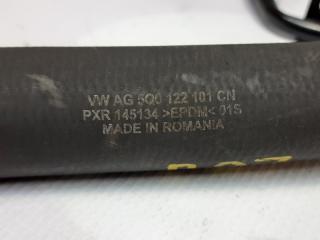 VW AG 5Q0 122 101 CN
PXR 145134 >EPDM< 01S
MADE IN ROMANIA